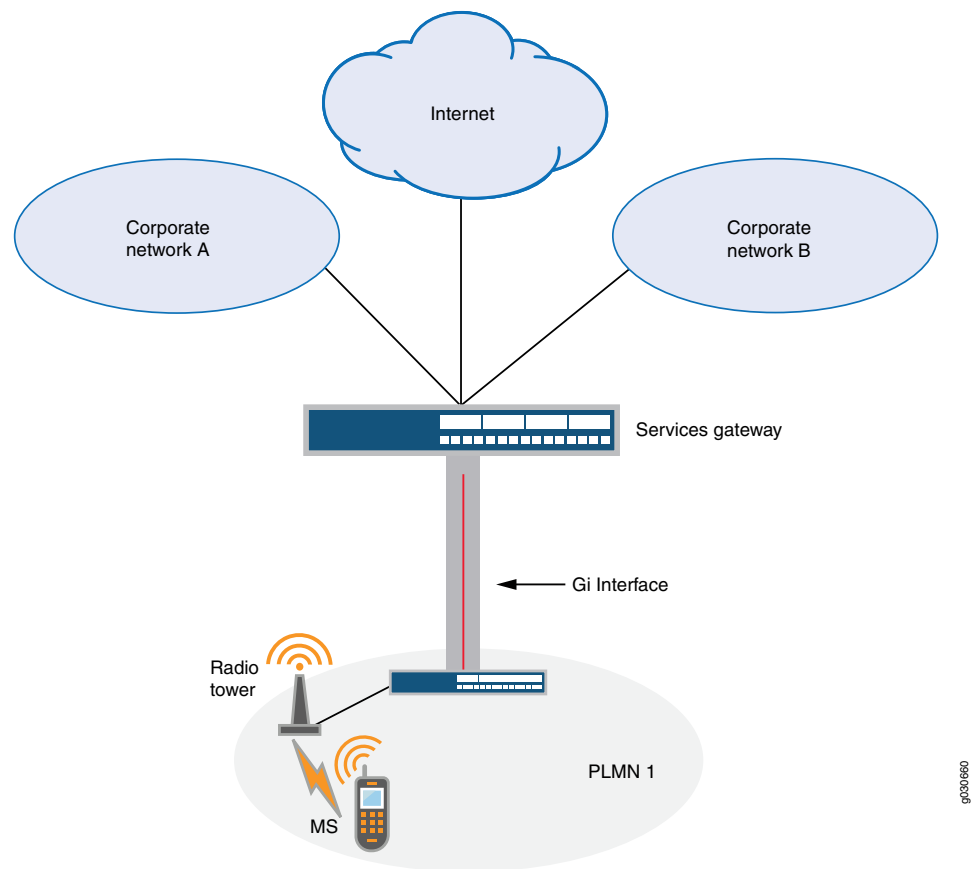 Internet
Corporate
network A
Corporate
network B
Services gateway
Gi Interface
Radio
tower
PLMN 1
MS
g030660